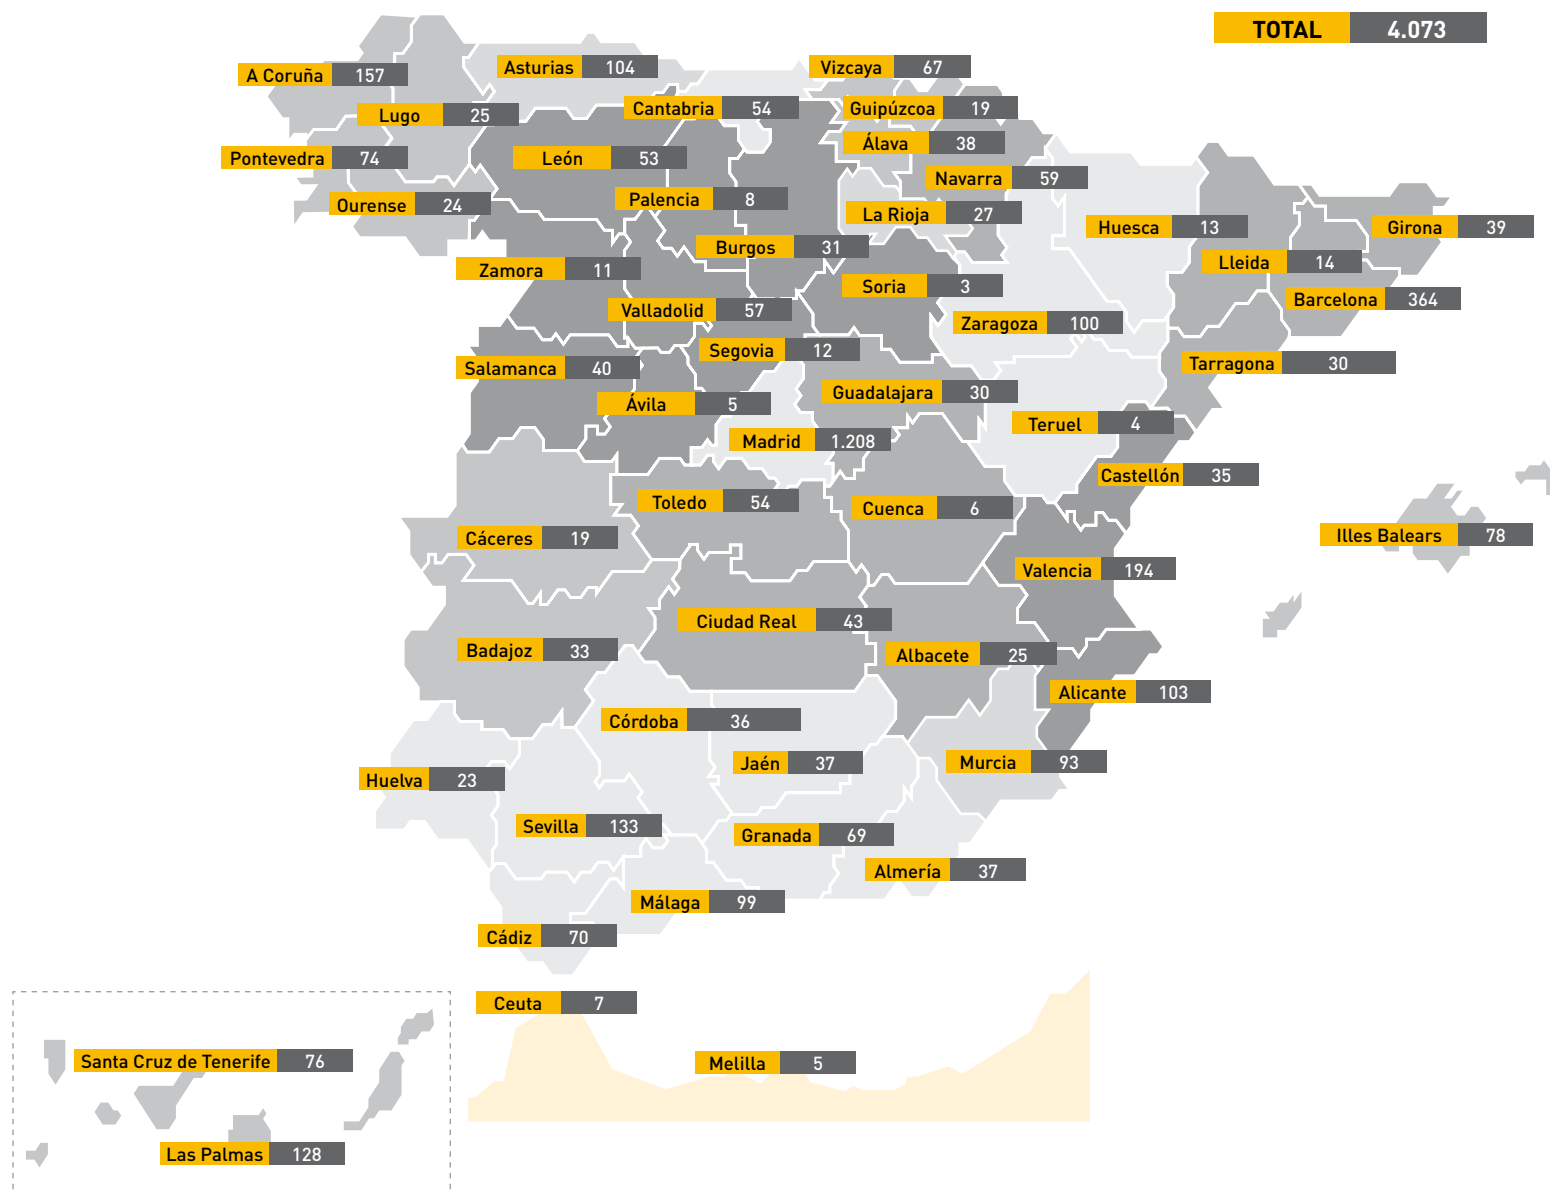 TOTAL 4.073
A Coruña 157
Asturias 104
Vizcaya 67
Cantabria 54
Guipúzcoa 19
Lugo 25
Álava 38
Pontevedra 74
León 53
Navarra 59
Palencia 8
Ourense 24
La Rioja 27
Huesca 13
Girona 39
Burgos 31
Lleida 14
Zamora 11
Soria 3
Barcelona 364
Valladolid 57
Zaragoza 100
Segovia 12
Tarragona 30
Salamanca 40
Guadalajara 30
Ávila 5
Teruel 4
Madrid 1.208
Castellón 35
Toledo 54
Cuenca 6
Illes Balears 78
Cáceres 19
Valencia 194
Ciudad Real 43
Badajoz 33
Albacete 25
Alicante 103
Córdoba 36
Jaén 37
Murcia 93
Huelva 23
Sevilla 133
Granada 69
Almería 37
Málaga 99
Cádiz 70
Ceuta 7
Santa Cruz de Tenerife 76
Melilla 5
Las Palmas 128